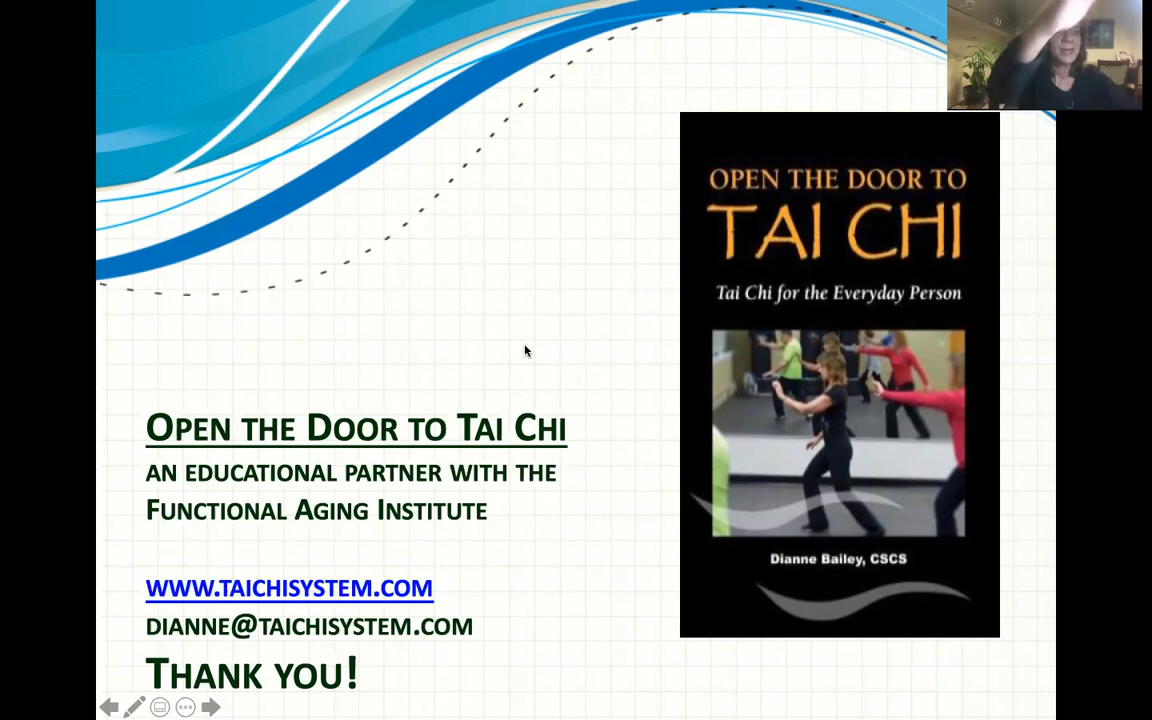 OPEN THE DOOR TO
TAI CHI
Tai Chi for the Everyday Person
Dianne Bailey, CSCS
OPEN THE DOOR TO TAI CHI
AN EDUCATIONAL PARTNER WITH THE
FUNCTIONAL AGING INSTITUTE
WWW.TAICHISYSTEM.COM
DIANNE@TAICHISYSTEM.COM
THANK YOU!